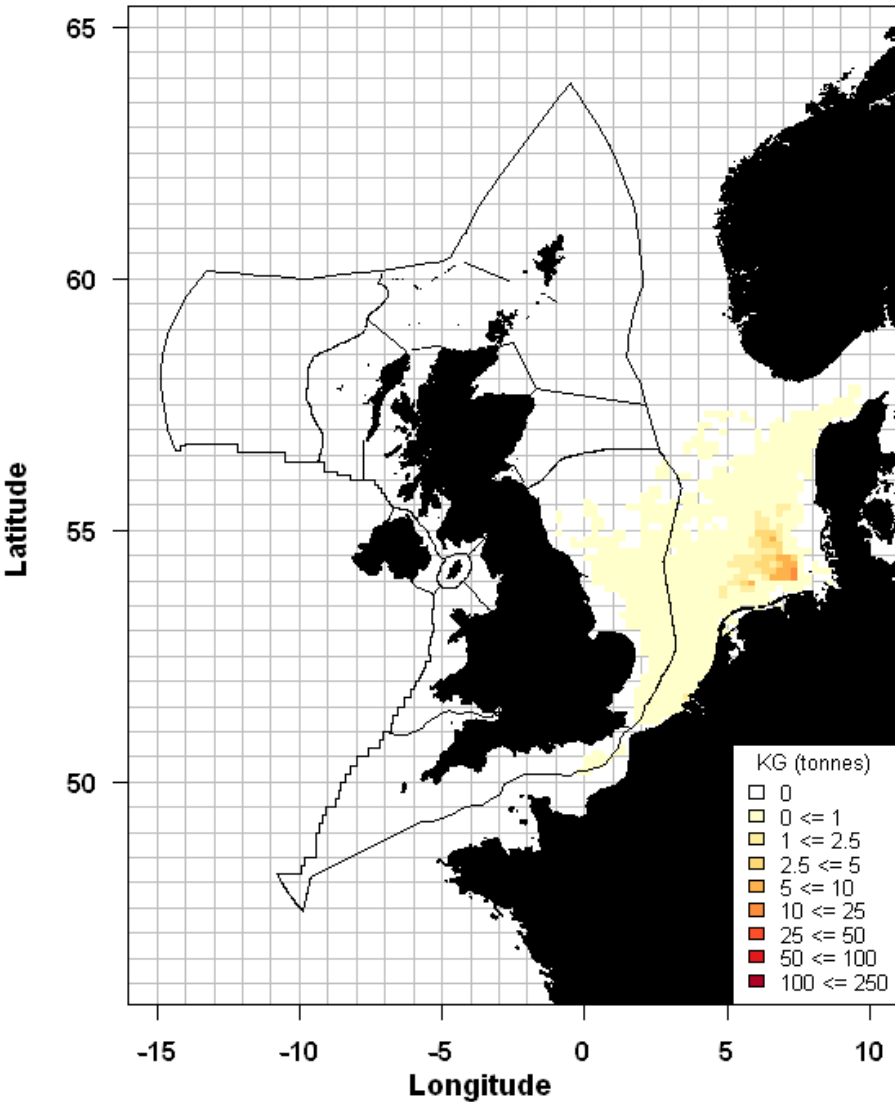 65
60
55
50
Latitude
KG (tonnes)
0
0 <= 1
1 <= 2.5
2.5 <= 5
5 <= 10
10 <= 25
25 <= 50
50 <= 100
100 <= 250
-15 -10 -5 0 5 10
Longitude